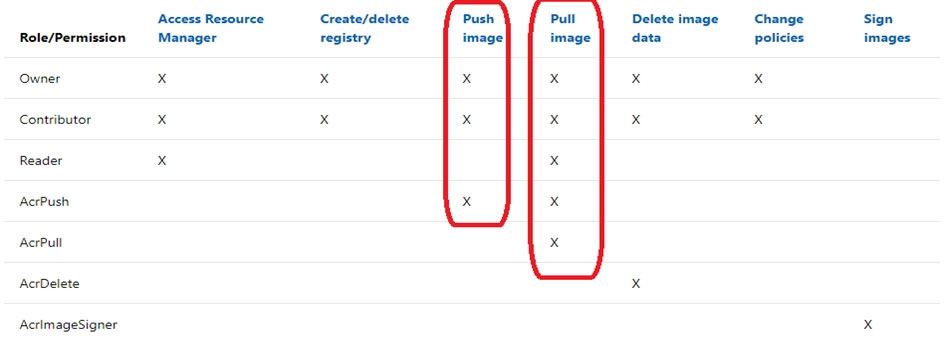 Role/Permission Access Resource Manager Create/delete registry Push image Pull image Delete image data Change policies Sign images
Owner X X X X X X
Contributor X X X X X X
Reader X X
AcrPush X X
AcrPull X
AcrDelete X
AcrImageSigner X